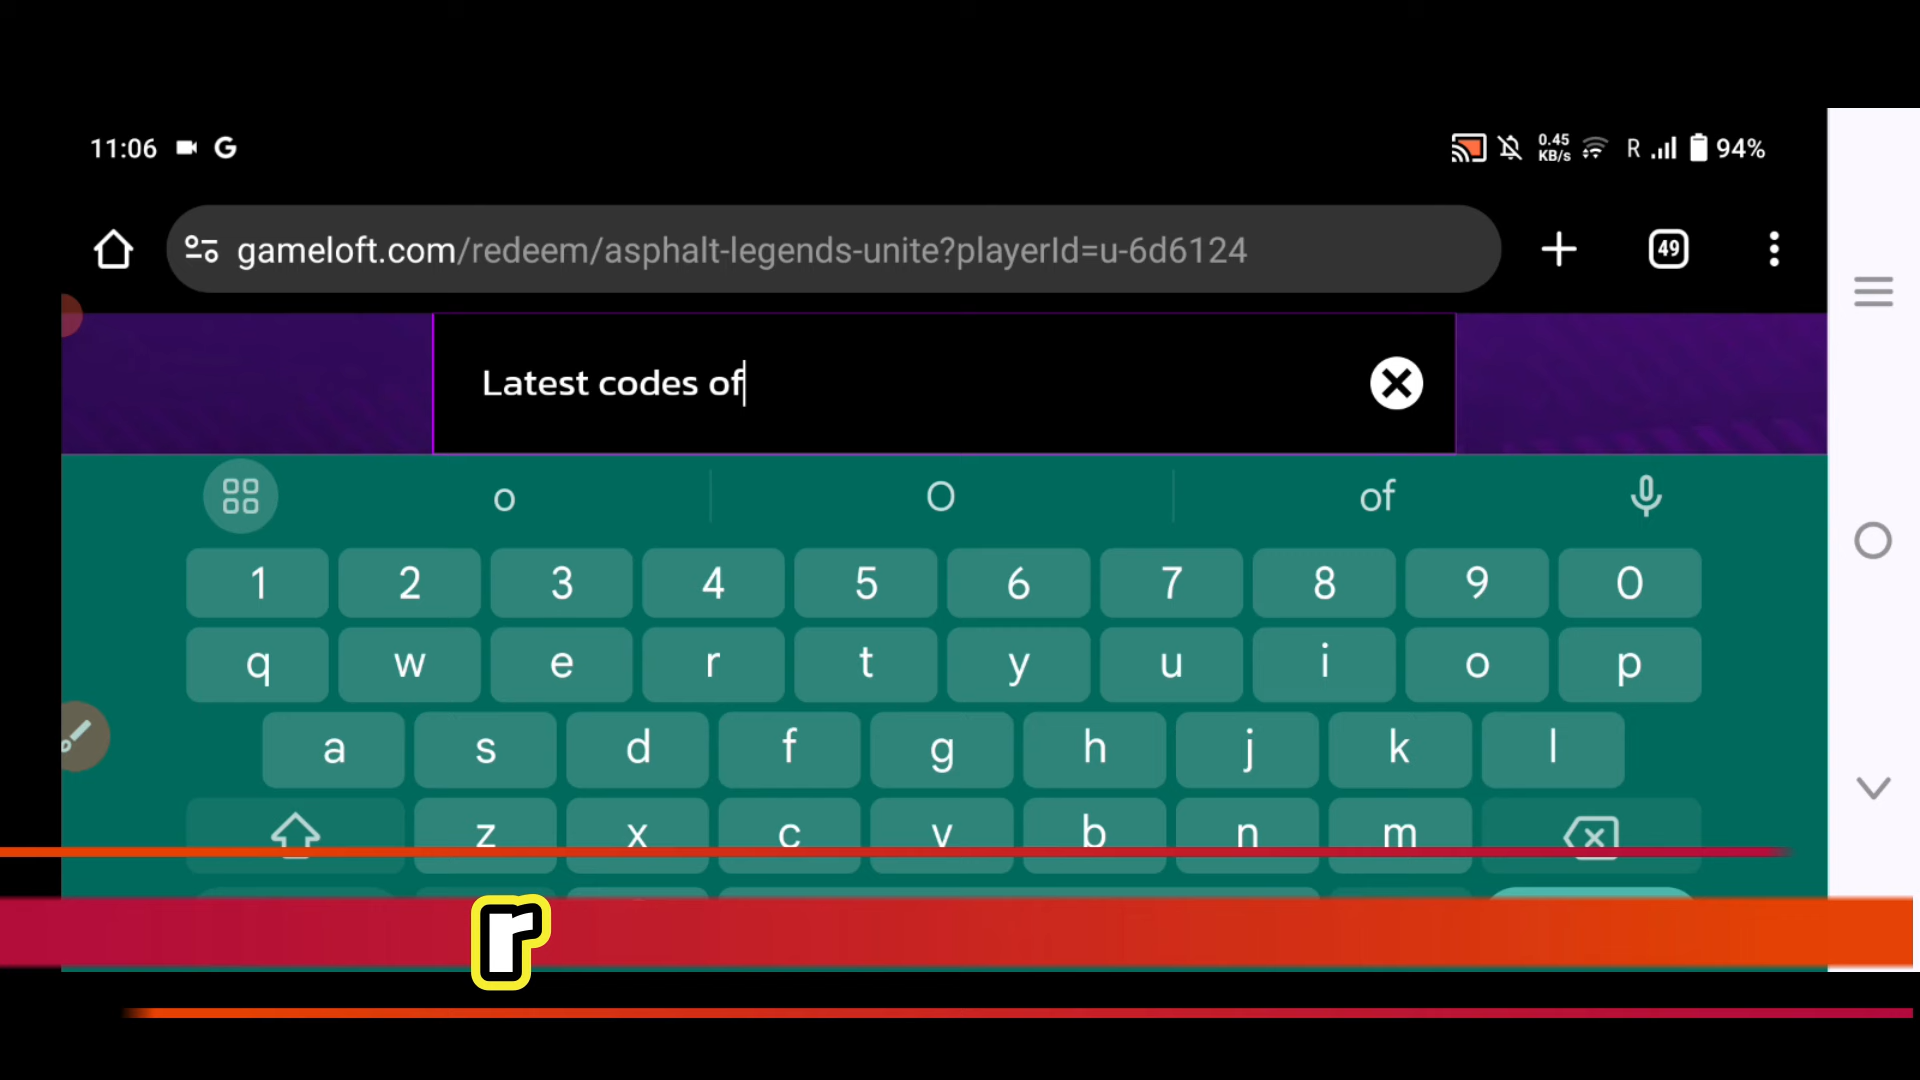 11:06 G 0.45 KB/s R 94%
gameloft.com/redeem/asphalt-legends-unite?playerId=u-6d6124 49
Latest codes of
o O of
1 2 3 4 5 6 7 8 9 0
q w e r t y u i o p
a s d f g h j k l
z x c v b n m
r